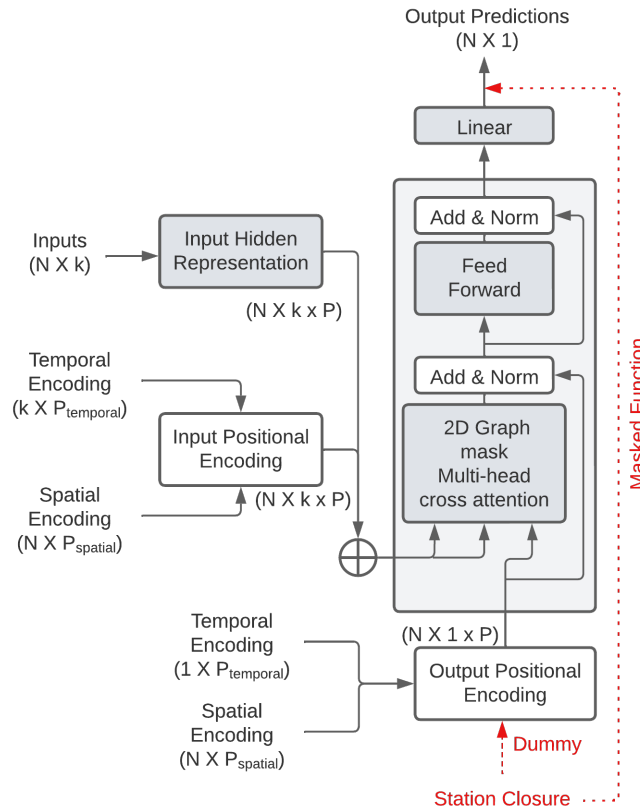 Output Predictions
(N X 1)
Linear
Add & Norm
Feed
Forward
Add & Norm
2D Graph
mask
Multi-head
cross attention
Inputs
(N X k)
Input Hidden
Representation
(N X k x P)
Temporal
Encoding
(k X Ptemporal)
Input Positional
Encoding
(N X k x P)
Spatial
Encoding
(N X Pspatial)
Masked Function
(N X 1 x P)
Temporal
Encoding
(1 X Ptemporal)
Output Positional
Encoding
Spatial
Encoding
(N X Pspatial)
Dummy
Station Closure